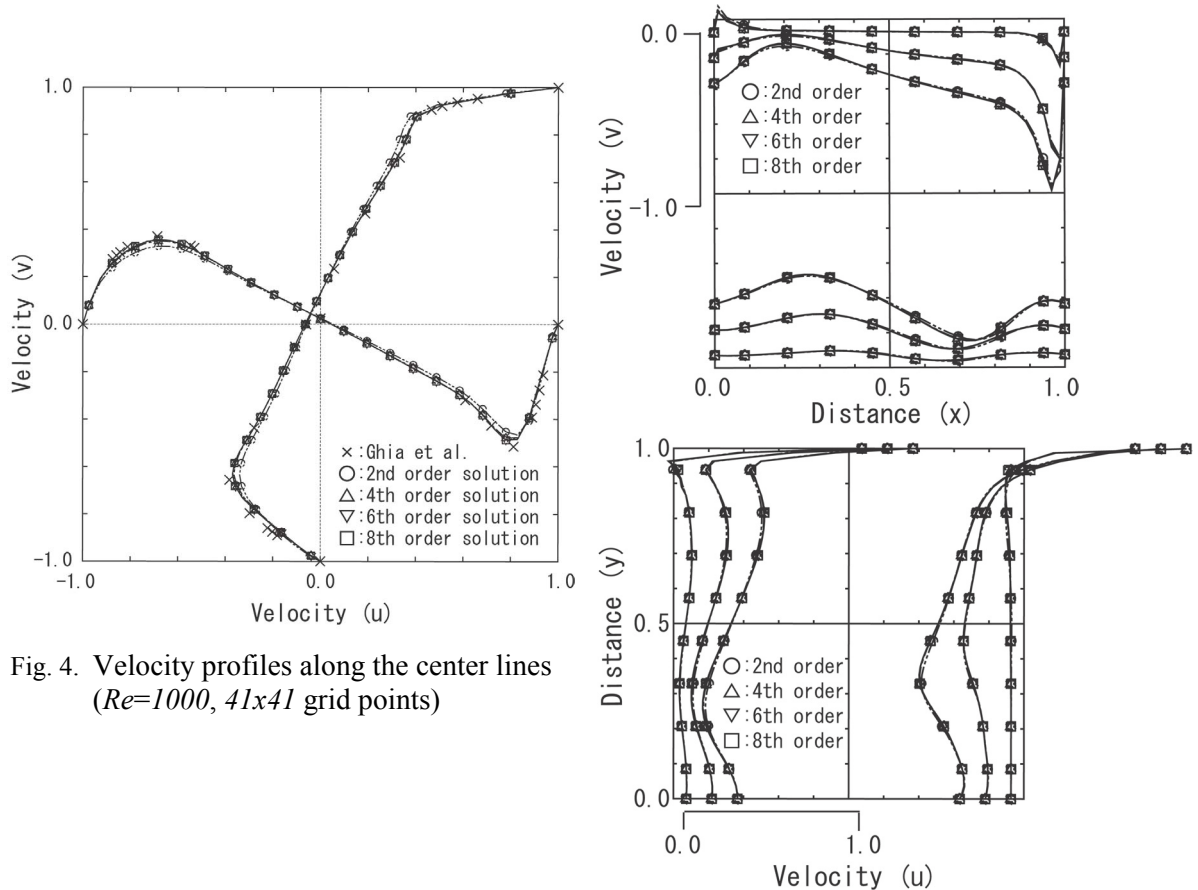 1.0
0.0
-1.0
Velocity (v)
×:Ghia et al.
○:2nd order solution
△:4th order solution
▽:6th order solution
□:8th order solution
-1.0 0.0 1.0
Velocity (u)
Fig. 4. Velocity profiles along the center lines
(Re=1000, 41x41 grid points)
0.0
-1.0
Velocity (v)
○:2nd order
△:4th order
▽:6th order
□:8th order
0.0 0.5 1.0
Distance (x)
1.0
0.5
0.0
Distance (y)
○:2nd order
△:4th order
▽:6th order
□:8th order
0.0 1.0
Velocity (u)